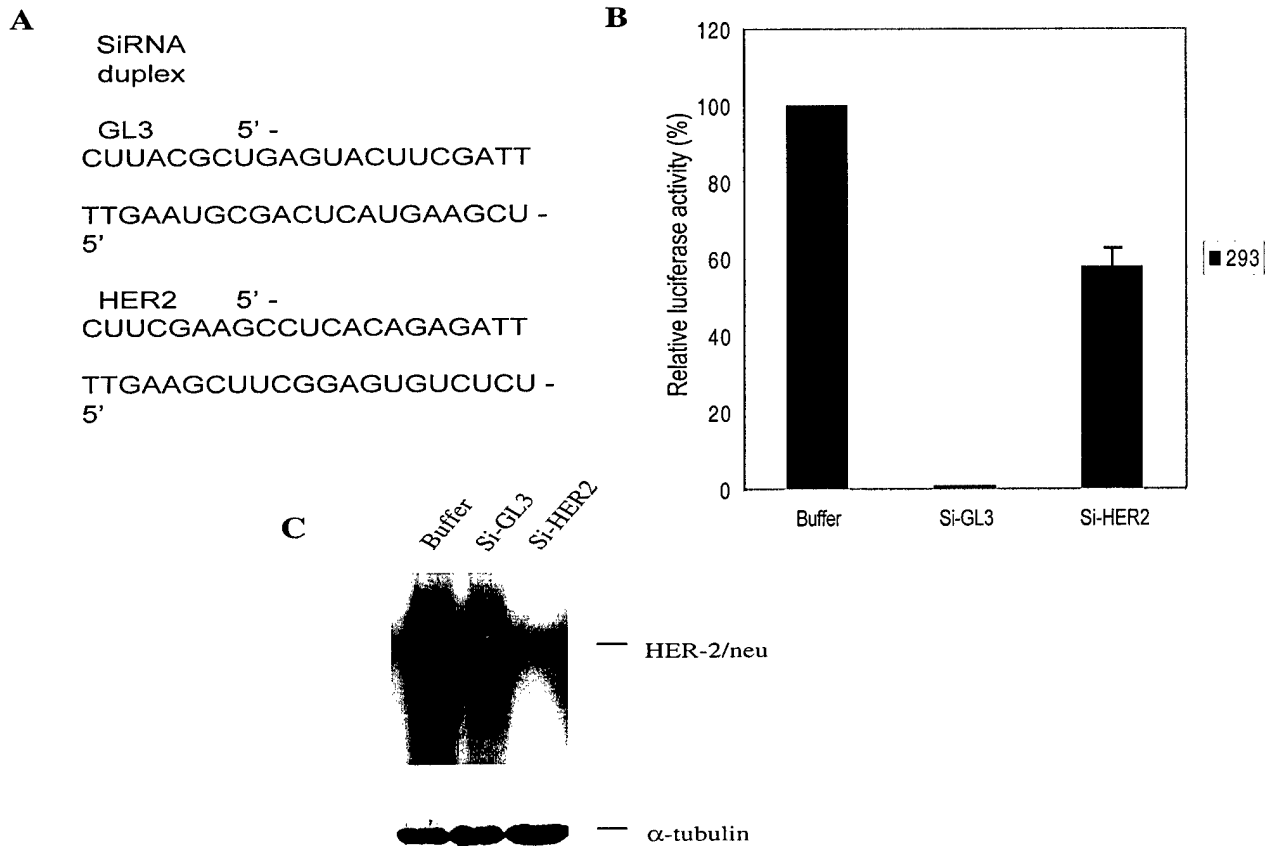 A
SiRNA
duplex
GL3 5’ -
CUUACGCUGAGUACUUCGATT
TTGAAUGCGACUCAUGAAGCU -
5’
HER2 5’ -
CUUCGAAGCCUCACAGAGATT
TTGAAGCUUCGGAGUGUCUCU -
5’
B
Relative luciferase activity (%)
120
100
80
60
40
20
0
Buffer Si-GL3 Si-HER2
293
C
Buffer Si-GL3 Si-HER2
HER-2/neu
α-tubulin